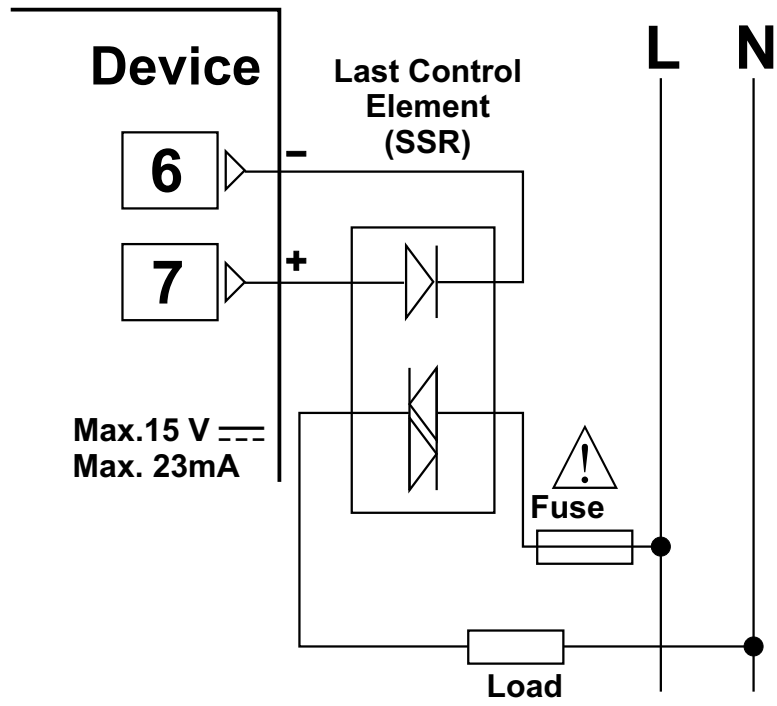 Device
Last Control
Element
(SSR)
L
N
6
−
7
+
Max.15 V ⎓
Max. 23mA
!
Fuse
Load